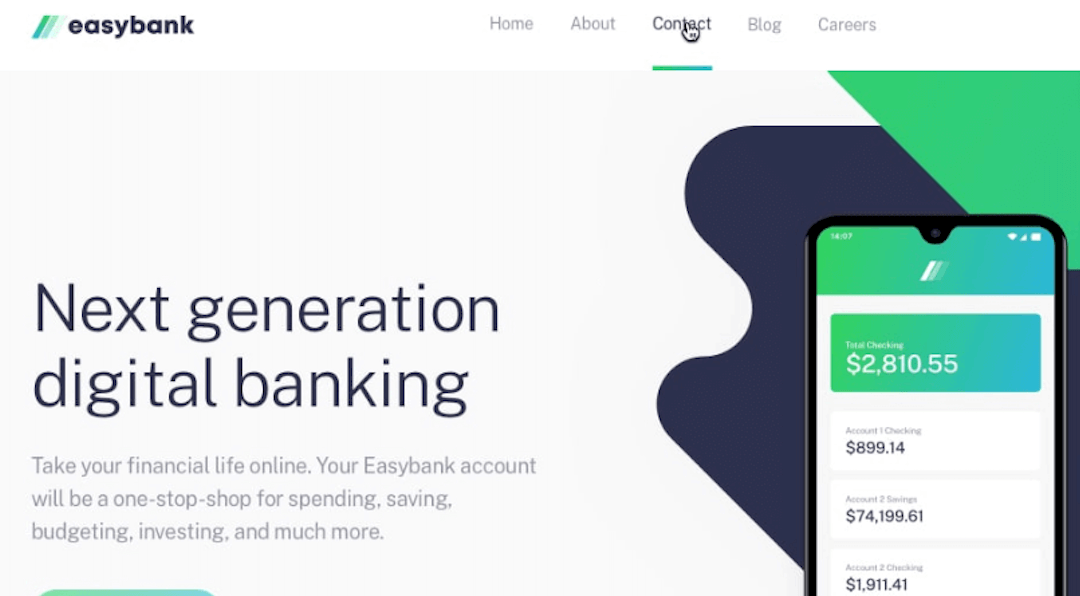 easybank
Home About Contact Blog Careers
Next generation
digital banking
Take your financial life online. Your Easybank account
will be a one-stop-shop for spending, saving,
budgeting, investing, and much more.
14:07
Total Checking
$2,810.55
Account 1 Checking
$899.14
Account 2 Savings
$74,199.61
Account 2 Checking
$1,911.41